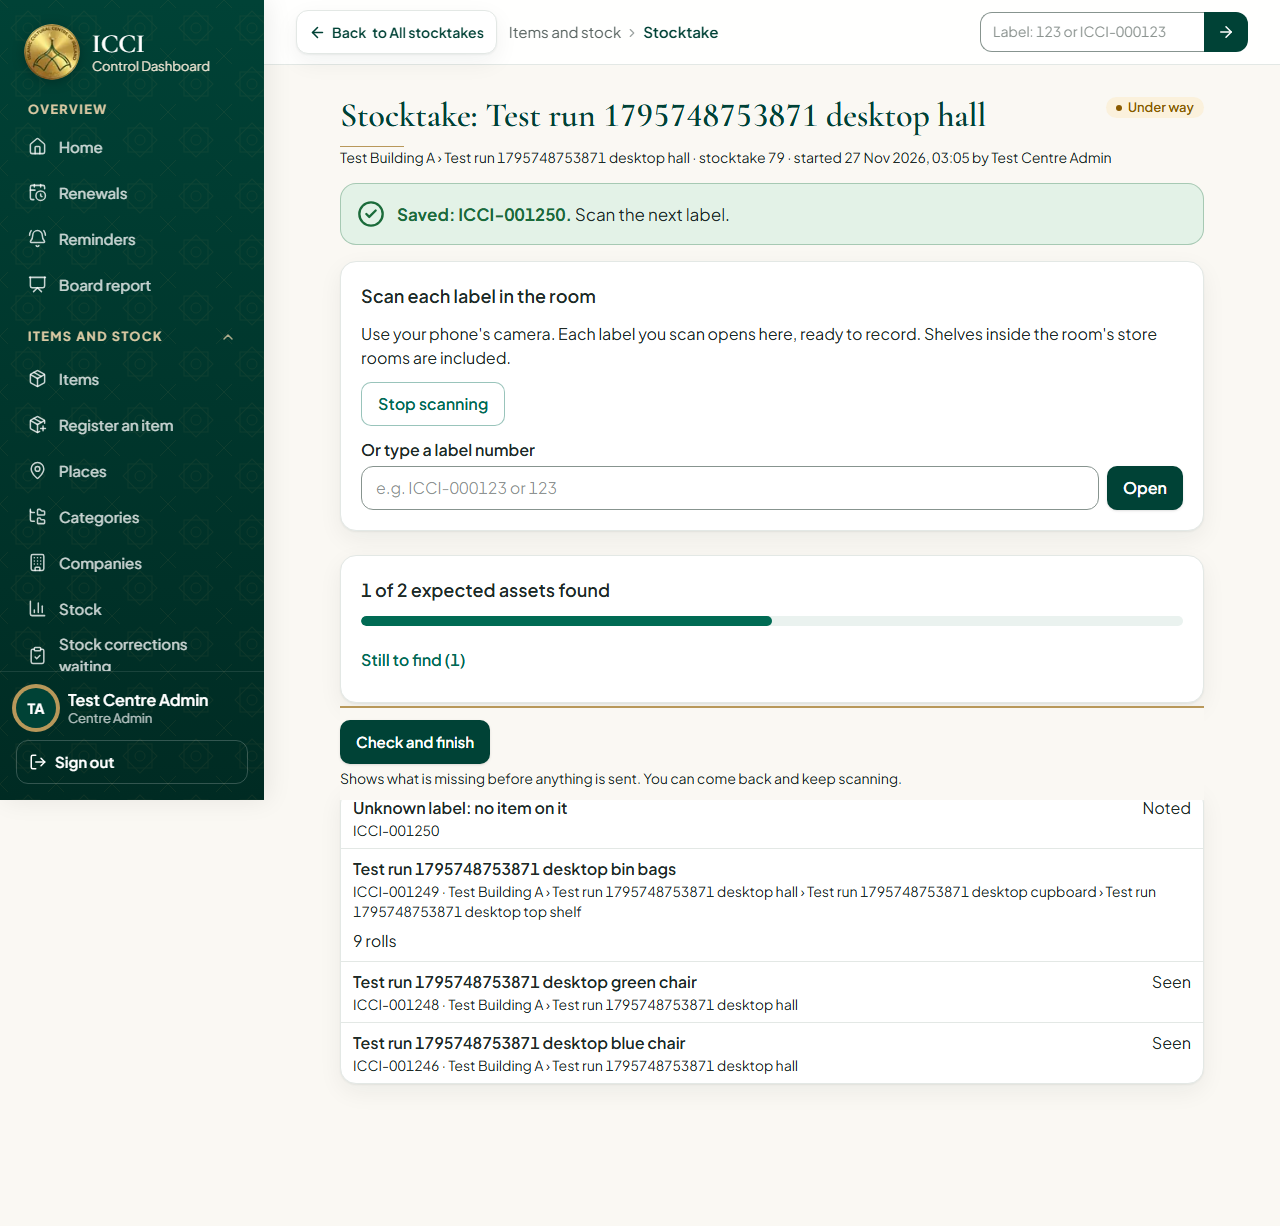 ICCI
Control Dashboard
OVERVIEW
Home
Renewals
Reminders
Board report
ITEMS AND STOCK
Items
Register an item
Places
Categories
Companies
Stock
Stock corrections
waiting
TA
Test Centre Admin
Centre Admin
Sign out
Back to All stocktakes
Items and stock › Stocktake
Label: 123 or ICCI-000123
Stocktake: Test run 1795748753871 desktop hall
Under way
Test Building A › Test run 1795748753871 desktop hall · stocktake 79 · started 27 Nov 2026, 03:05 by Test Centre Admin
Saved: ICCI-001250. Scan the next label.
Scan each label in the room
Use your phone's camera. Each label you scan opens here, ready to record. Shelves inside the room's store
rooms are included.
Stop scanning
Or type a label number
e.g. ICCI-000123 or 123
Open
1 of 2 expected assets found
Still to find (1)
Check and finish
Shows what is missing before anything is sent. You can come back and keep scanning.
Unknown label: no item on it
Noted
ICCI-001250
Test run 1795748753871 desktop bin bags
ICCI-001249 · Test Building A › Test run 1795748753871 desktop hall › Test run 1795748753871 desktop cupboard › Test run
1795748753871 desktop top shelf
9 rolls
Test run 1795748753871 desktop green chair
Seen
ICCI-001248 · Test Building A › Test run 1795748753871 desktop hall
Test run 1795748753871 desktop blue chair
Seen
ICCI-001246 · Test Building A › Test run 1795748753871 desktop hall